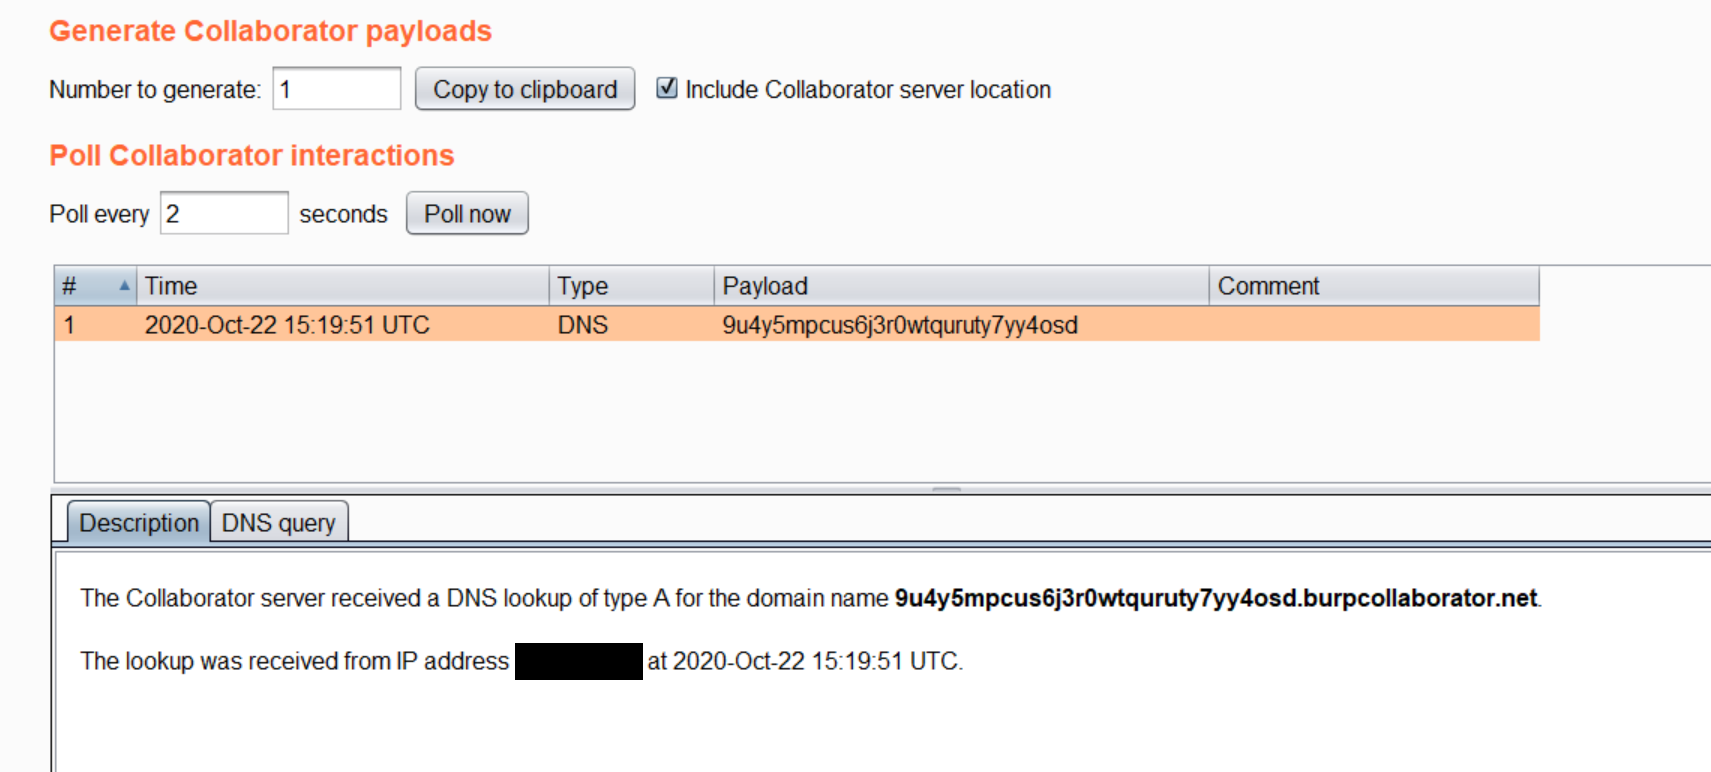 Generate Collaborator payloads
Number to generate: 1 Copy to clipboard Include Collaborator server location
Poll Collaborator interactions
Poll every 2 seconds Poll now
# Time Type Payload Comment
1 2020-Oct-22 15:19:51 UTC DNS 9u4y5mpcus6j3r0wtquruty7yy4osd
Description DNS query
The Collaborator server received a DNS lookup of type A for the domain name 9u4y5mpcus6j3r0wtquruty7yy4osd.burpcollaborator.net.
The lookup was received from IP address at 2020-Oct-22 15:19:51 UTC.